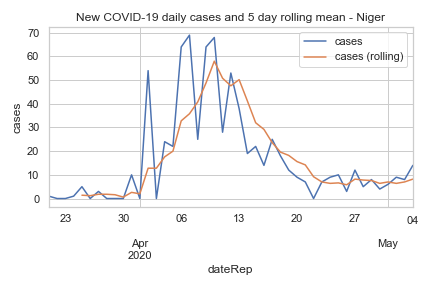 New COVID-19 daily cases and 5 day rolling mean - Niger
cases
cases (rolling)
70
60
50
40
30
20
10
0
cases
23
30
06
13
20
27
04
Apr
2020
May
dateRep